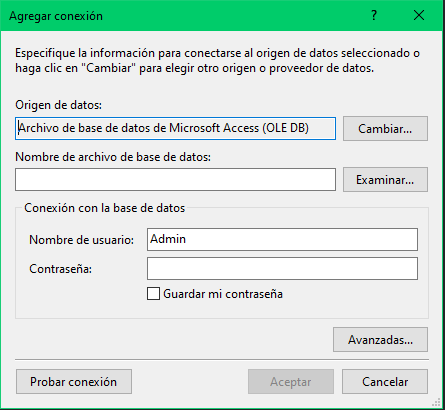 Agregar conexión ? ×
Especifique la información para conectarse al origen de datos seleccionado o
haga clic en "Cambiar" para elegir otro origen o proveedor de datos.
Origen de datos:
Archivo de base de datos de Microsoft Access (OLE DB) Cambiar...
Nombre de archivo de base de datos:
Examinar...
Conexión con la base de datos
Nombre de usuario: Admin
Contraseña:
Guardar mi contraseña
Avanzadas...
Probar conexión Aceptar Cancelar